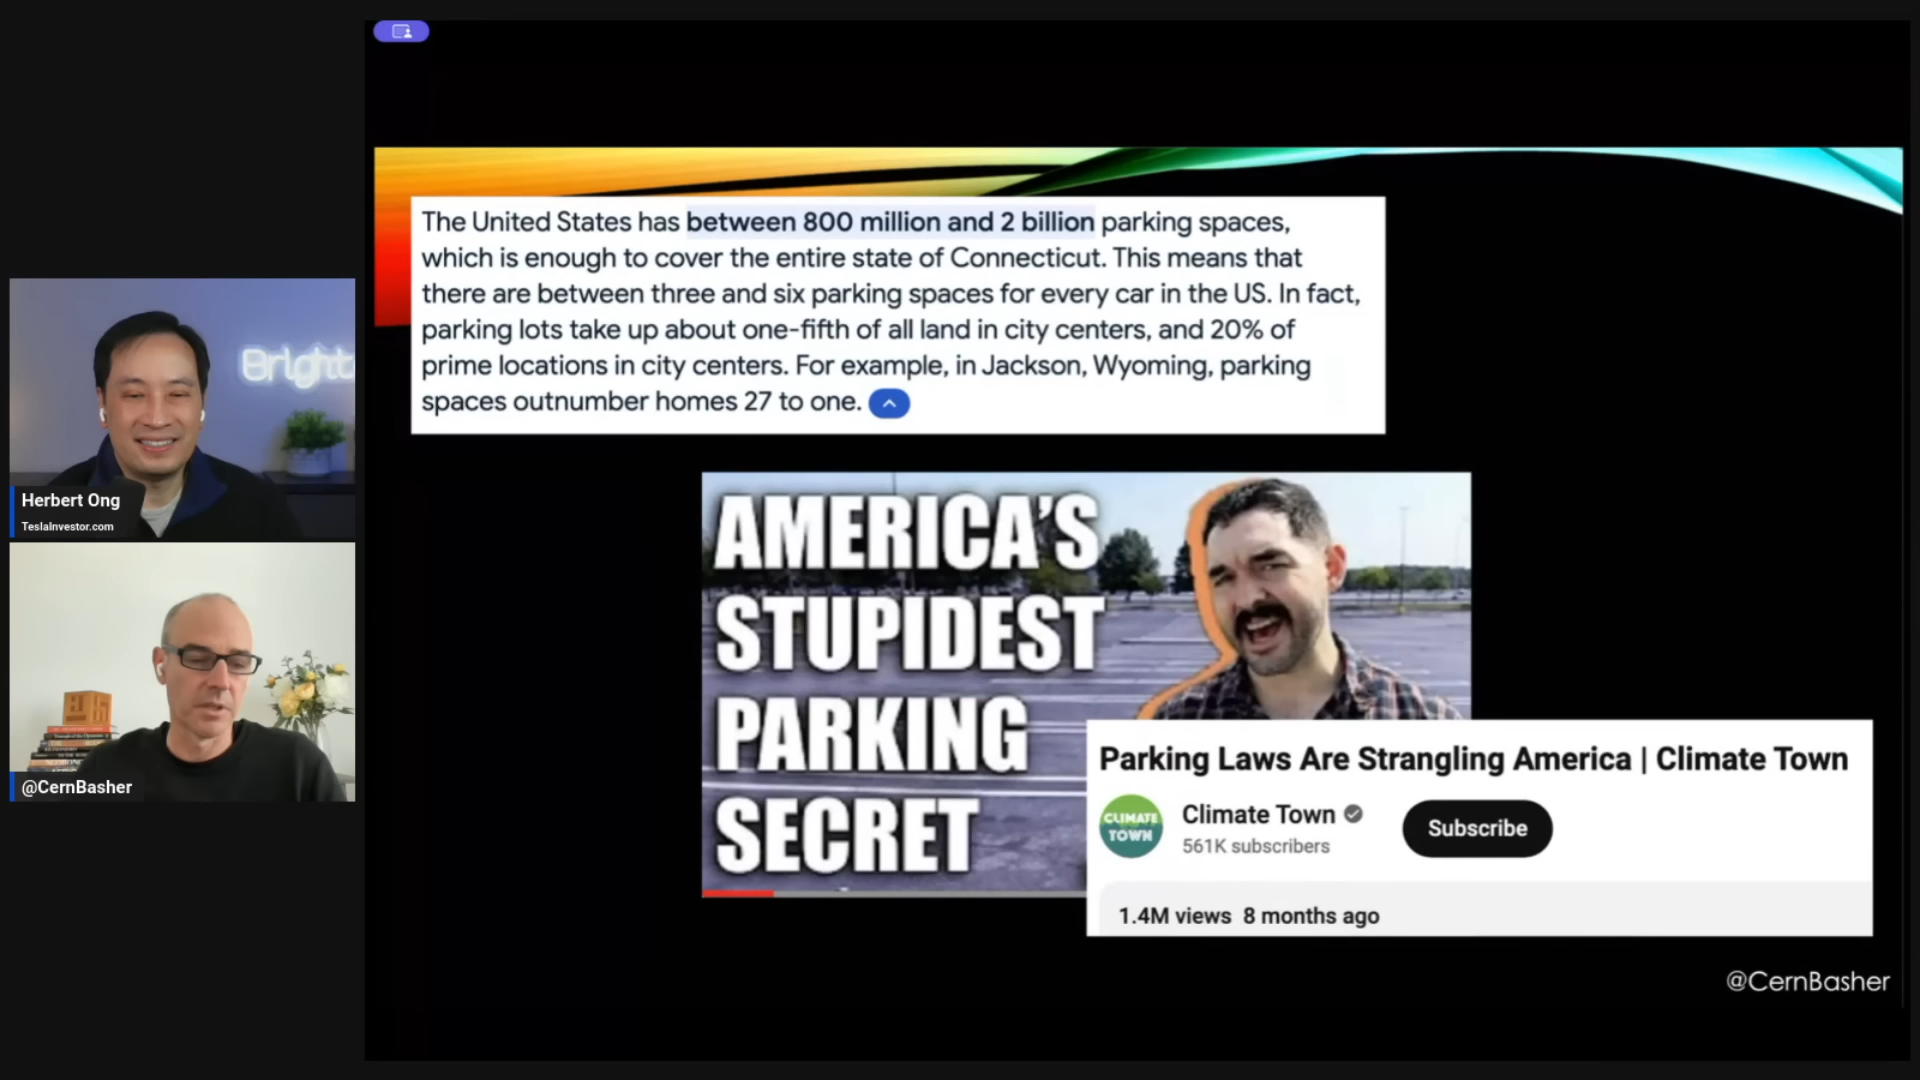 The United States has between 800 million and 2 billion parking spaces,
which is enough to cover the entire state of Connecticut. This means that
there are between three and six parking spaces for every car in the US. In fact,
parking lots take up about one-fifth of all land in city centers, and 20% of
prime locations in city centers. For example, in Jackson, Wyoming, parking
spaces outnumber homes 27 to one.
Bright
Herbert Ong
TeslaInvestor.com
@CernBasher
AMERICA'S
STUPIDEST
PARKING
SECRET
Parking Laws Are Strangling America | Climate Town
CLIMATE
TOWN
Climate Town
561K subscribers
Subscribe
1.4M views 8 months ago
@CernBasher